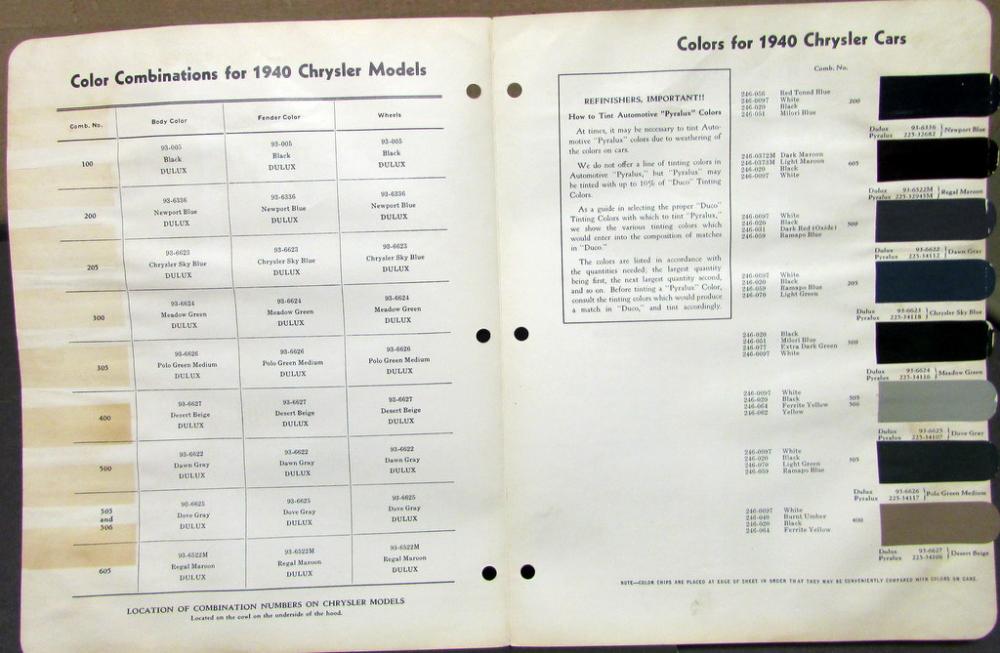 Color Combinations for 1940 Chrysler Models
Comb. No. Body Color Fender Color Wheels
100 93-005 Black DULUX 93-005 Black DULUX 93-005 Black DULUX
200 93-6336 Newport Blue DULUX 93-6336 Newport Blue DULUX 93-6336 Newport Blue DULUX
205 93-6623 Chrysler Sky Blue DULUX 93-6623 Chrysler Sky Blue DULUX 93-6623 Chrysler Sky Blue DULUX
300 93-6624 Meadow Green DULUX 93-6624 Meadow Green DULUX 93-6624 Meadow Green DULUX
305 93-6626 Polo Green Medium DULUX 93-6626 Polo Green Medium DULUX 93-6626 Polo Green Medium DULUX
400 93-6627 Desert Beige DULUX 93-6627 Desert Beige DULUX 93-6627 Desert Beige DULUX
500 93-6622 Dawn Gray DULUX 93-6622 Dawn Gray DULUX 93-6622 Dawn Gray DULUX
505 and 506 93-6625 Dove Gray DULUX 93-6625 Dove Gray DULUX 93-6625 Dove Gray DULUX
605 93-6522M Regal Maroon DULUX 93-6522M Regal Maroon DULUX 93-6522M Regal Maroon DULUX
LOCATION OF COMBINATION NUMBERS ON CHRYSLER MODELS
Located on the cowl on the underside of the hood.
Colors for 1940 Chrysler Cars
Comb. No.
REFINISHERS, IMPORTANT!!
How to Tint Automotive "Pyralux" Colors
At times, it may be necessary to tint Auto-
motive "Pyralux" colors due to weathering of
the colors on cars.
We do not offer a line of tinting colors in
Automotive "Pyralux," but "Pyralux" may
be tinted with up to 10% of "Duco" Tinting
Colors.
As a guide in selecting the proper "Duco"
Tinting Colors with which to tint "Pyralux,"
we show the various tinting colors which
would enter into the composition of matches
in "Duco."
The colors are listed in accordance with
the quantities needed; the largest quantity
being first, the next largest quantity second,
and so on. Before tinting a "Pyralux" Color,
consult the tinting colors which would produce
a match in "Duco," and tint accordingly.
246-056 Red Toned Blue
246-0097 White 200
246-020 Black
246-051 Milori Blue
Dulux 93-6336 Newport Blue
Pyralux 225-32682
246-0372M Dark Maroon
246-0373M Light Maroon 605
246-020 Black
246-0097 White
Dulux 93-6522M Regal Maroon
Pyralux 225-32945M
246-0097 White
246-020 Black 500
246-031 Dark Red (Oxide)
246-059 Ramapo Blue
Dulux 93-6622 Dawn Gray
Pyralux 225-34112
246-0097 White
246-020 Black 205
246-059 Ramapo Blue
246-070 Light Green
Dulux 93-6623 Chrysler Sky Blue
Pyralux 225-34118
246-020 Black
246-051 Milori Blue 300
246-077 Extra Dark Green
246-0097 White
Dulux 93-6624 Meadow Green
Pyralux 225-34116
246-0097 White
246-020 Black 505
246-064 Ferrite Yellow 506
246-062 Yellow
Dulux 93-6625 Dove Gray
Pyralux 225-34107
246-0097 White
246-020 Black 305
246-070 Light Green
246-059 Ramapo Blue
Dulux 93-6626 Polo Green Medium
Pyralux 225-34117
246-0097 White
246-040 Burnt Umber 400
246-020 Black
246-064 Ferrite Yellow
Dulux 93-6627 Desert Beige
Pyralux
NOTE—COLOR CHIPS ARE PLACED AT EDGE OF SHEET IN ORDER THAT THEY MAY BE CONVENIENTLY COMPARED WITH COLORS ON CARS.